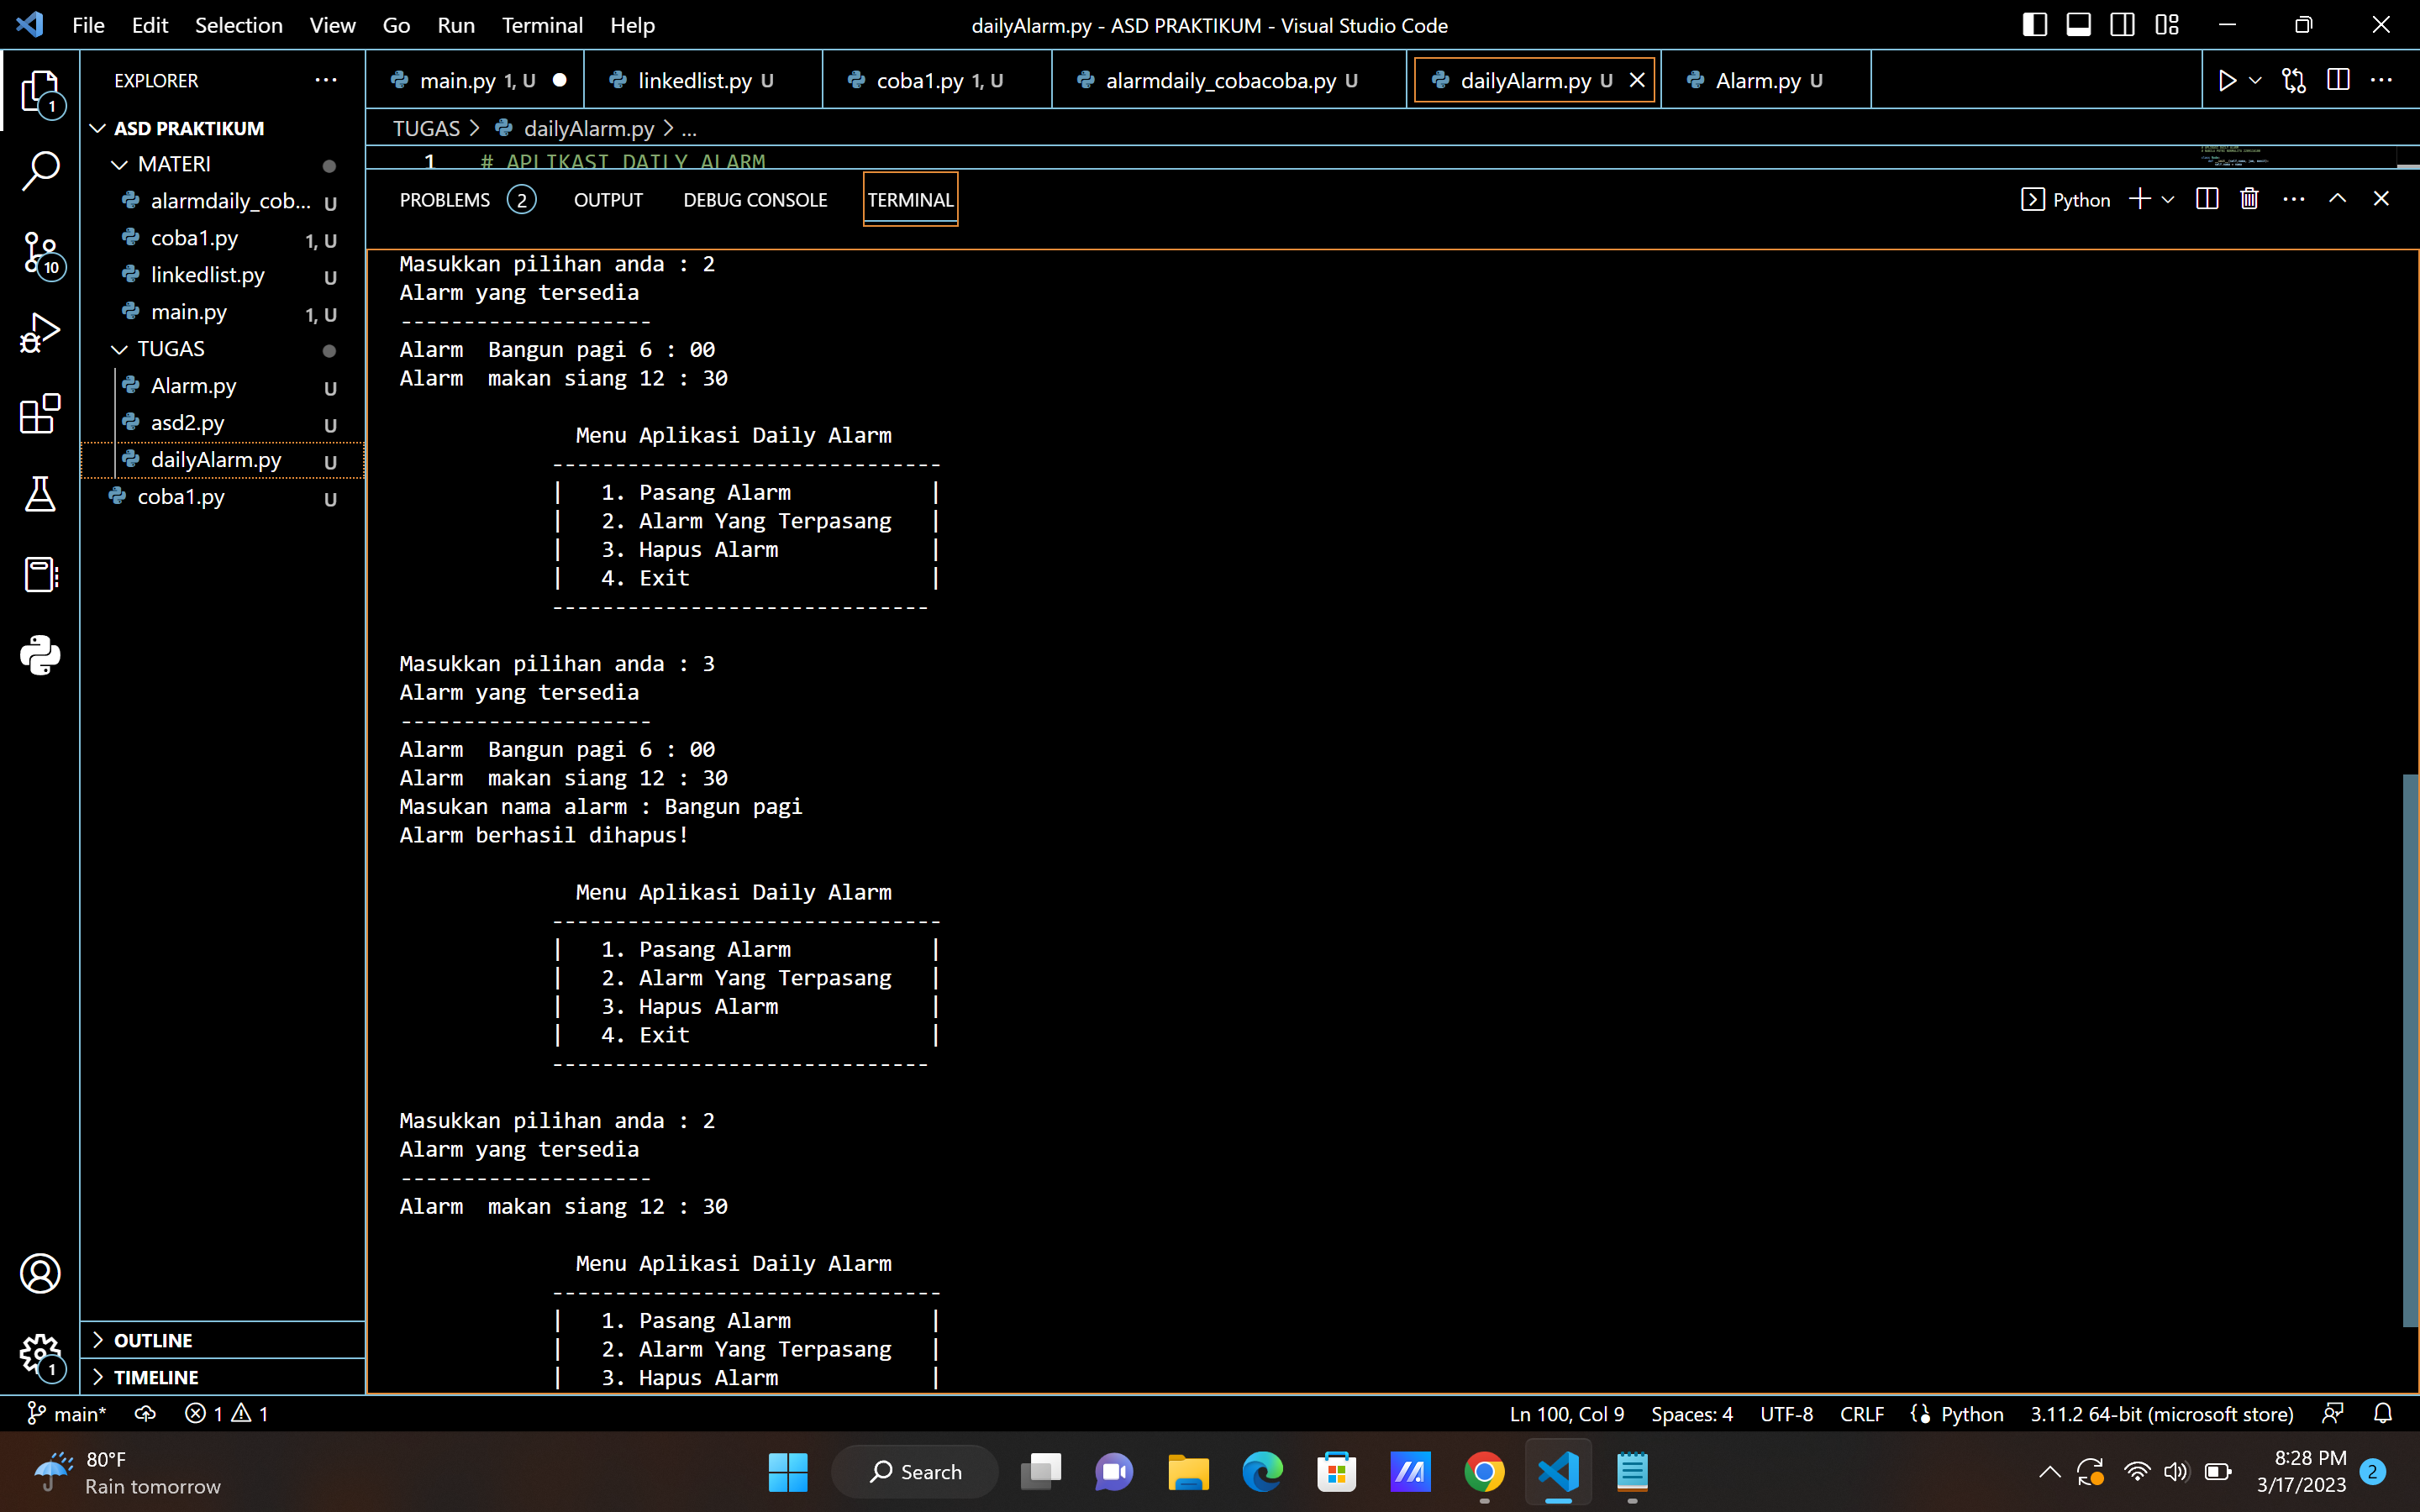 File Edit Selection View Go Run Terminal Help
dailyAlarm.py - ASD PRAKTIKUM - Visual Studio Code
EXPLORER
main.py 1, U
linkedlist.py U
coba1.py 1, U
alarmdaily_cobacoba.py U
dailyAlarm.py U
Alarm.py U
TUGAS > dailyAlarm.py > ...
1 # APLIKASI DAILY ALARM
PROBLEMS 2 OUTPUT DEBUG CONSOLE TERMINAL
Python
1
10
ASD PRAKTIKUM
MATERI
alarmdaily_cob... U
coba1.py 1, U
linkedlist.py U
main.py 1, U
TUGAS
Alarm.py U
asd2.py U
dailyAlarm.py U
coba1.py U
OUTLINE
TIMELINE
1
Masukkan pilihan anda : 2
Alarm yang tersedia
--------------------
Alarm  Bangun pagi 6 : 00
Alarm  makan siang 12 : 30
Menu Aplikasi Daily Alarm
-------------------------------
|   1. Pasang Alarm           |
|   2. Alarm Yang Terpasang   |
|   3. Hapus Alarm            |
|   4. Exit                   |
------------------------------
Masukkan pilihan anda : 3
Alarm yang tersedia
--------------------
Alarm  Bangun pagi 6 : 00
Alarm  makan siang 12 : 30
Masukan nama alarm : Bangun pagi
Alarm berhasil dihapus!
Menu Aplikasi Daily Alarm
-------------------------------
|   1. Pasang Alarm           |
|   2. Alarm Yang Terpasang   |
|   3. Hapus Alarm            |
|   4. Exit                   |
------------------------------
Masukkan pilihan anda : 2
Alarm yang tersedia
--------------------
Alarm  makan siang 12 : 30
Menu Aplikasi Daily Alarm
-------------------------------
|   1. Pasang Alarm           |
|   2. Alarm Yang Terpasang   |
|   3. Hapus Alarm            |
main* 1 1
Ln 100, Col 9 Spaces: 4 UTF-8 CRLF Python 3.11.2 64-bit (microsoft store)
80°F
Rain tomorrow
Search
8:28 PM
3/17/2023
2